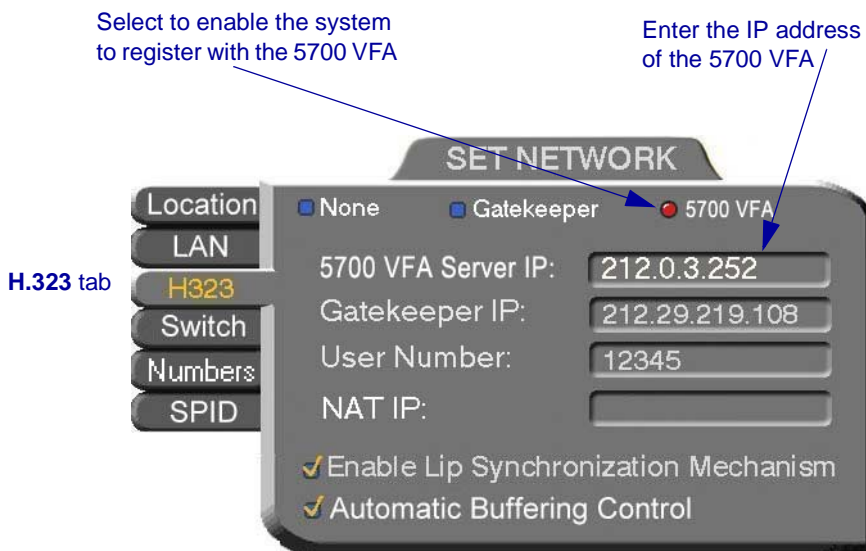 Select to enable the system
to register with the 5700 VFA
Enter the IP address
of the 5700 VFA
SET NETWORK
Location
LAN
H.323 tab
H323
Switch
Numbers
SPID
None
Gatekeeper
5700 VFA
5700 VFA Server IP:
212.0.3.252
Gatekeeper IP:
212.29.219.108
User Number:
12345
NAT IP:
Enable Lip Synchronization Mechanism
Automatic Buffering Control